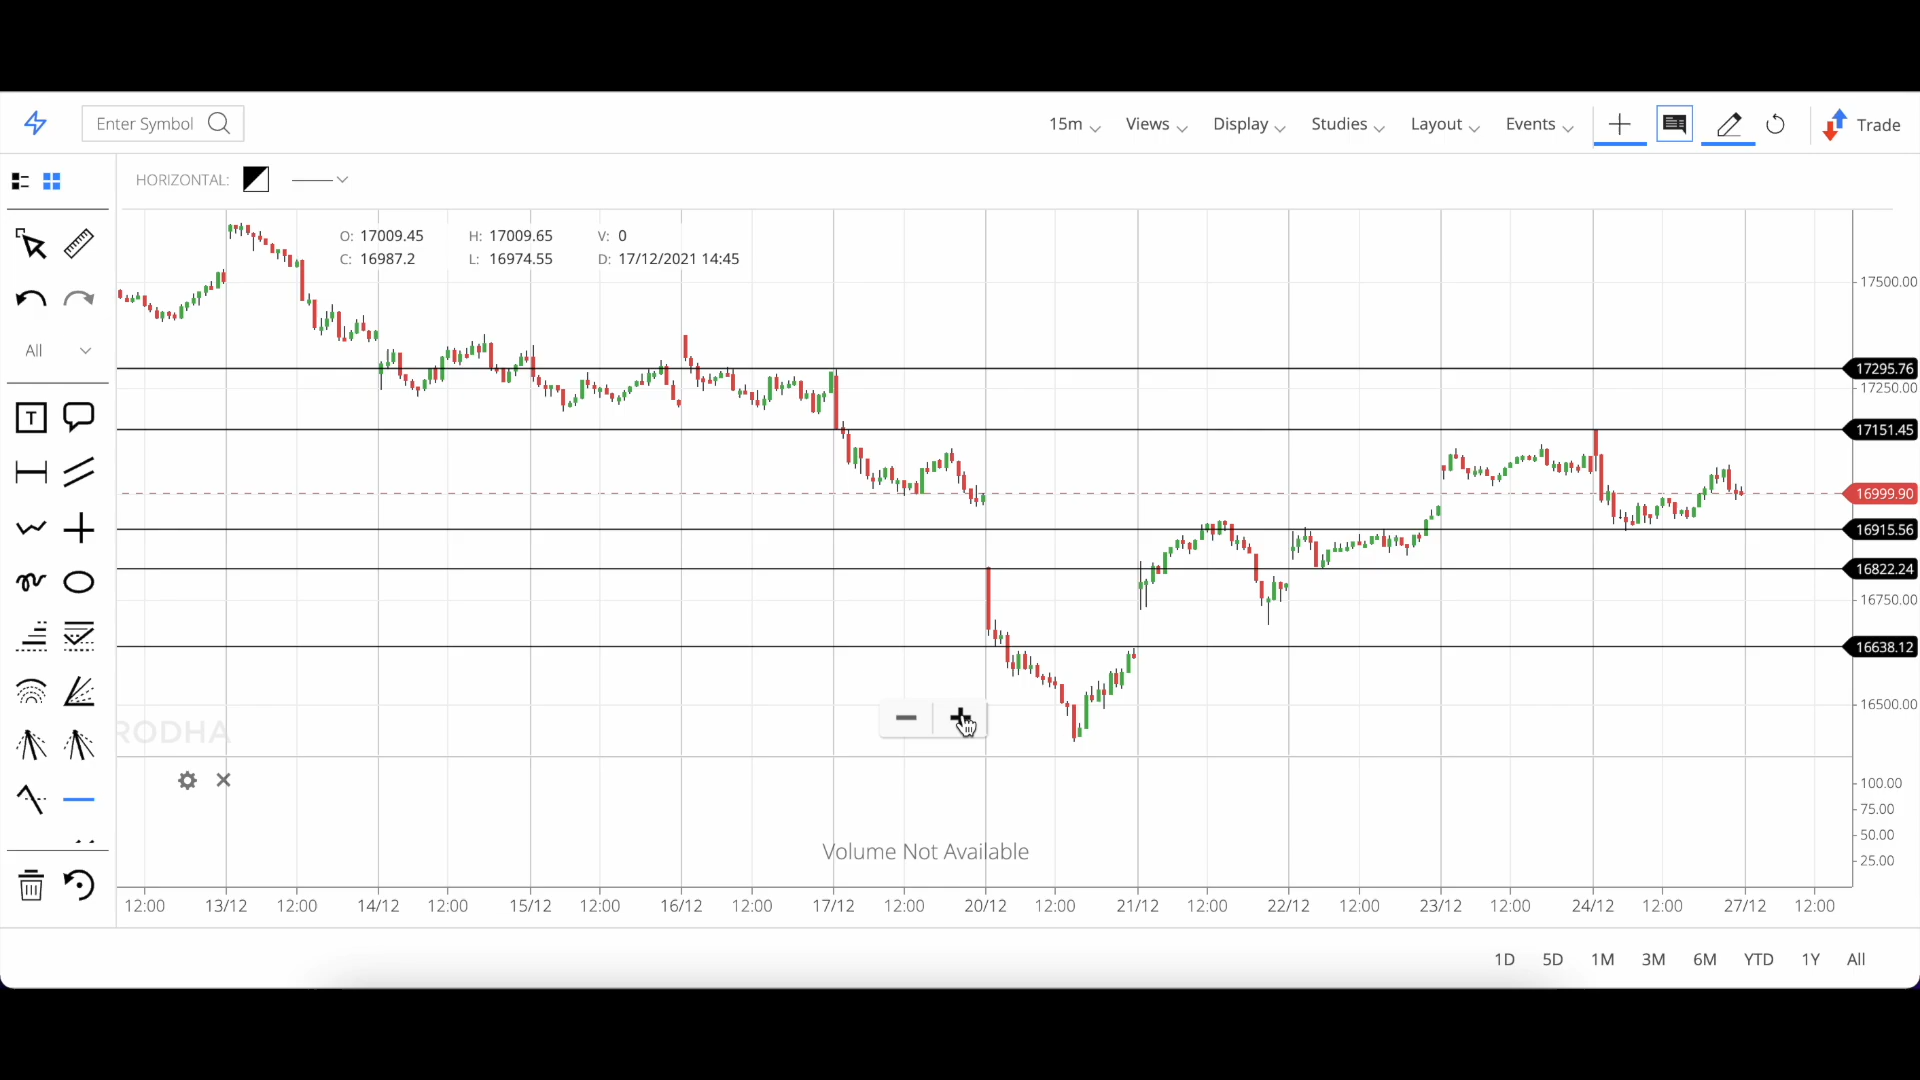 Enter Symbol
15m Views Display Studies Layout Events Trade
HORIZONTAL:
O: 17009.45 H: 17009.65 V: 0
C: 16987.2 L: 16974.55 D: 17/12/2021 14:45
17500.00
All
17295.76
17250.00
T
17151.45
16999.90
16915.56
16822.24
16750.00
16638.12
16500.00
RODHA
100.00
75.00
50.00
Volume Not Available
25.00
12:00 13/12 12:00 14/12 12:00 15/12 12:00 16/12 12:00 17/12 12:00 20/12 12:00 21/12 12:00 22/12 12:00 23/12 12:00 24/12 12:00 27/12 12:00
1D 5D 1M 3M 6M YTD 1Y All